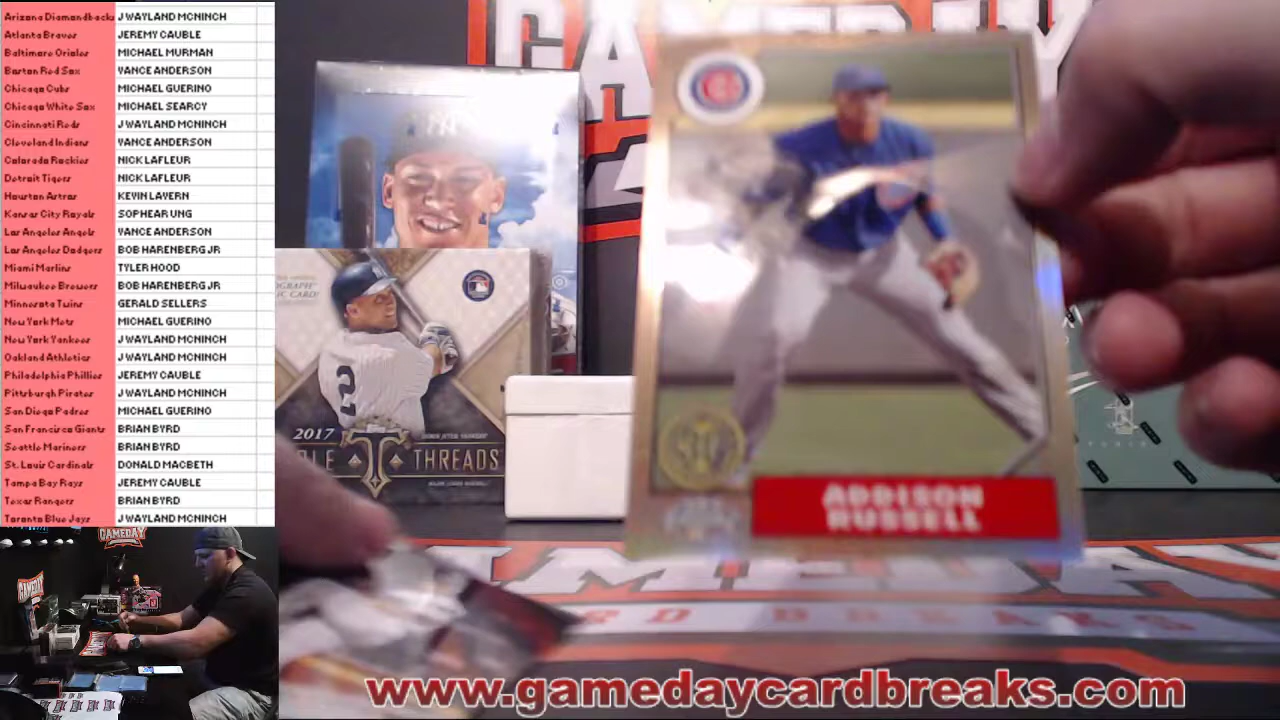 Arizona Diamondbacks J WAYLAND MCNINCH
Atlanta Braves JEREMY CAUBLE
Baltimore Orioles MICHAEL MURMAN
Boston Red Sox VANCE ANDERSON
Chicago Cubs MICHAEL GUERINO
Chicago White Sox MICHAEL SEARCY
Cincinnati Reds J WAYLAND MCNINCH
Cleveland Indians VANCE ANDERSON
Colorado Rockies NICK LAFLEUR
Detroit Tigers NICK LAFLEUR
Houston Astros KEVIN LAVERN
Kansas City Royals SOPHEAR UNG
Los Angeles Angels VANCE ANDERSON
Los Angeles Dodgers BOB HARENBERG JR
Miami Marlins TYLER HOOD
Milwaukee Brewers BOB HARENBERG JR
Minnesota Twins GERALD SELLERS
New York Mets MICHAEL GUERINO
New York Yankees J WAYLAND MCNINCH
Oakland Athletics J WAYLAND MCNINCH
Philadelphia Phillies JEREMY CAUBLE
Pittsburgh Pirates J WAYLAND MCNINCH
San Diego Padres MICHAEL GUERINO
San Francisco Giants BRIAN BYRD
Seattle Mariners BRIAN BYRD
St. Louis Cardinals DONALD MACBETH
Tampa Bay Rays JEREMY CAUBLE
Texas Rangers BRIAN BYRD
Toronto Blue Jays J WAYLAND MCNINCH
GAMEDAY
2
2017
THREADS
ADDISON
RUSSELL
CARD BREAKS
www.gamedaycardbreaks.com